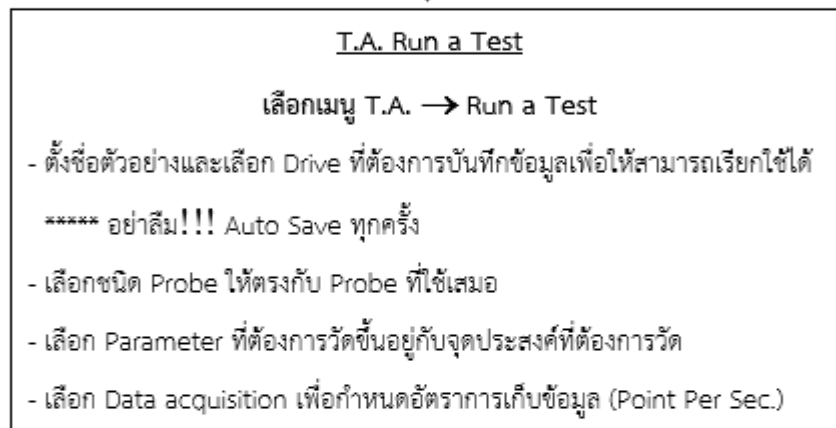 T.A. Run a Test
เลือกเมนู T.A. → Run a Test
- ตั้งชื่อตัวอย่างและเลือก Drive ที่ต้องการบันทึกข้อมูลเพื่อให้สามารถเรียกใช้ได้
***** อย่าลืม!!! Auto Save ทุกครั้ง
- เลือกชนิด Probe ให้ตรงกับ Probe ที่ใช้เสมอ
- เลือก Parameter ที่ต้องการวัดขึ้นอยู่กับจุดประสงค์ที่ต้องการวัด
- เลือก Data acquisition เพื่อกำหนดอัตราการเก็บข้อมูล (Point Per Sec.)